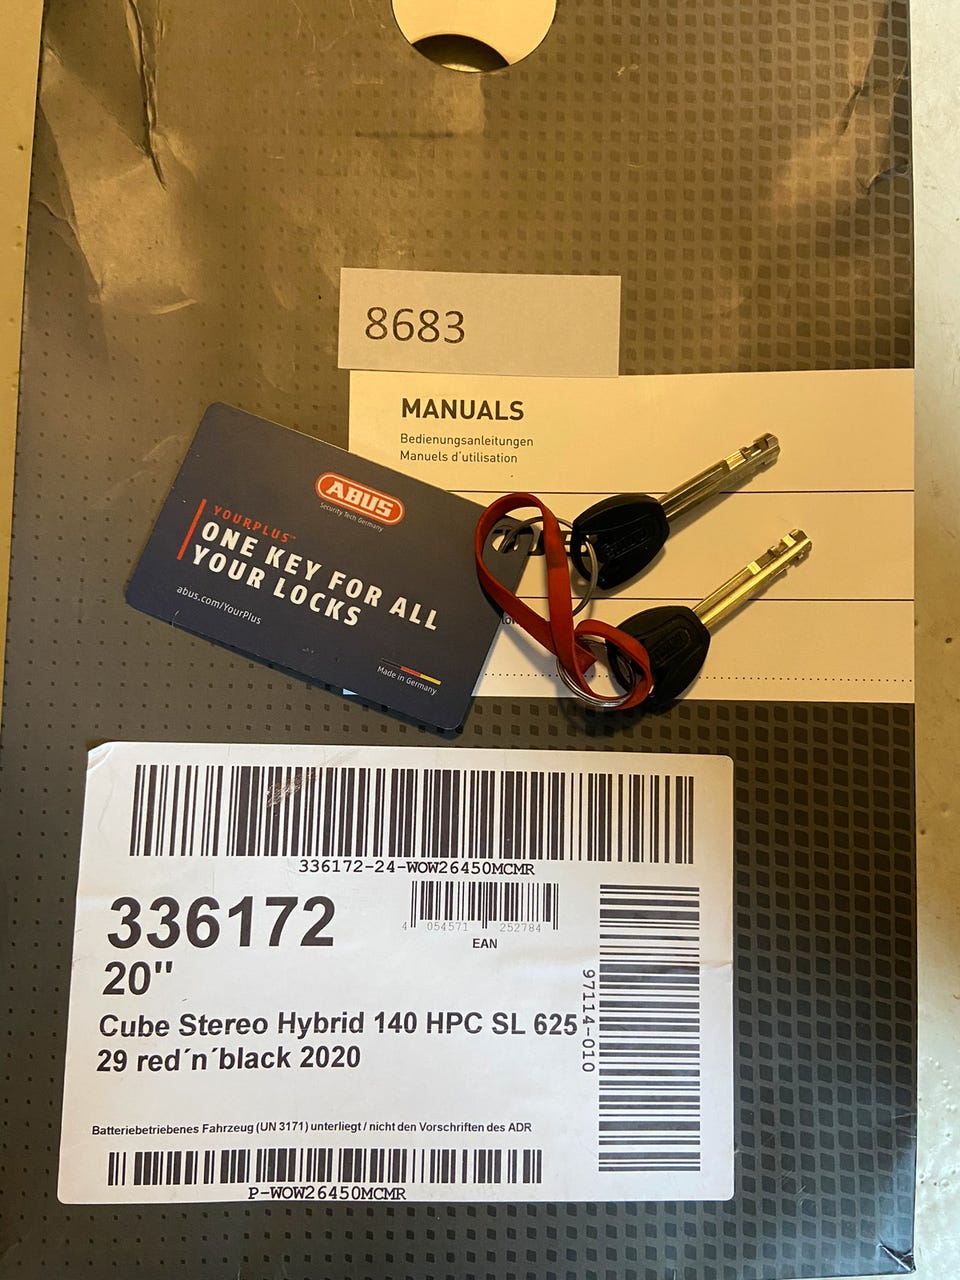 8683
MANUALS
Bedienungsanleitungen
Manuels d'utilisation
ABUS
Security Tech Germany
YOURPLUS™
ONE KEY FOR ALL
YOUR LOCKS
abus.com/YourPlus
Made in Germany
336172-24-WOW26450MCMR
336172
4 054571 252784
EAN
20"
Cube Stereo Hybrid 140 HPC SL 625
29 red´n´black 2020
97114-010
Batteriebetriebenes Fahrzeug (UN 3171) unterliegt / nicht den Vorschriften des ADR
P-WOW26450MCMR